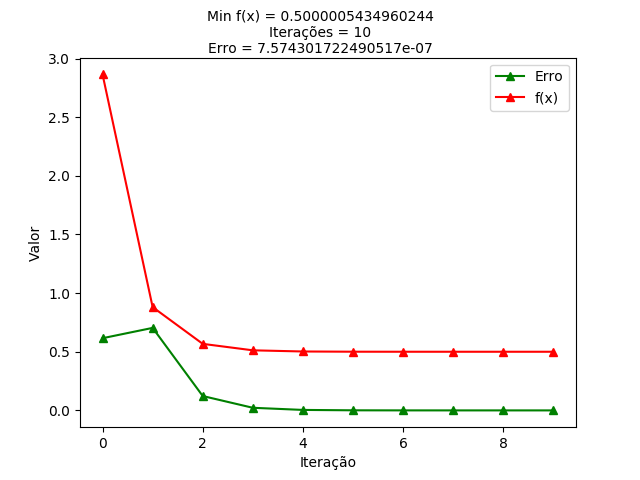 Min f(x) = 0.5000005434960244
Iterações = 10
Erro = 7.574301722490517e-07
Erro
f(x)
Valor
3.0
2.5
2.0
1.5
1.0
0.5
0.0
0 2 4 6 8
Iteração